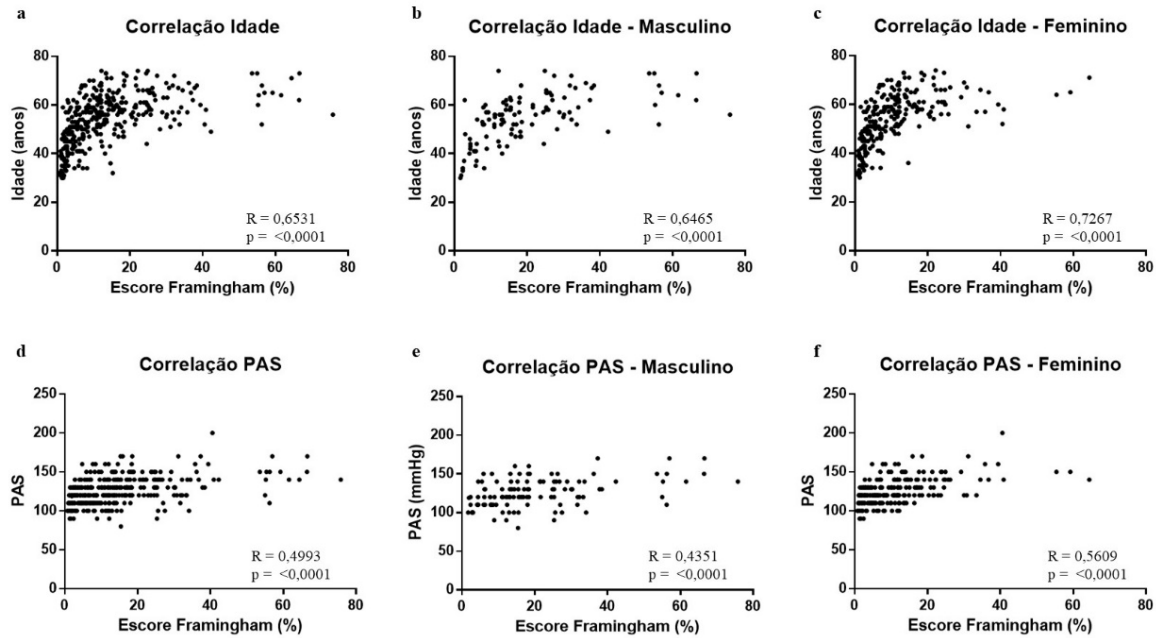 a
Correlação Idade
80
60
40
20
0
Idade (anos)
R = 0,6531
p = <0,0001
0 20 40 60 80
Escore Framingham (%)
b
Correlação Idade - Masculino
80
60
40
20
0
Idade (anos)
R = 0,6465
p = <0,0001
0 20 40 60 80
Escore Framingham (%)
c
Correlação Idade - Feminino
80
60
40
20
0
Idade (anos)
R = 0,7267
p = <0,0001
0 20 40 60 80
Escore Framingham (%)
d
Correlação PAS
250
200
150
100
50
0
PAS
R = 0,4993
p = <0,0001
0 20 40 60 80
Escore Framingham (%)
e
Correlação PAS - Masculino
250
200
150
100
50
0
PAS (mmHg)
R = 0,4351
p = <0,0001
0 20 40 60 80
Escore Framingham (%)
f
Correlação PAS - Feminino
250
200
150
100
50
0
PAS
R = 0,5609
p = <0,0001
0 20 40 60 80
Escore Framingham (%)